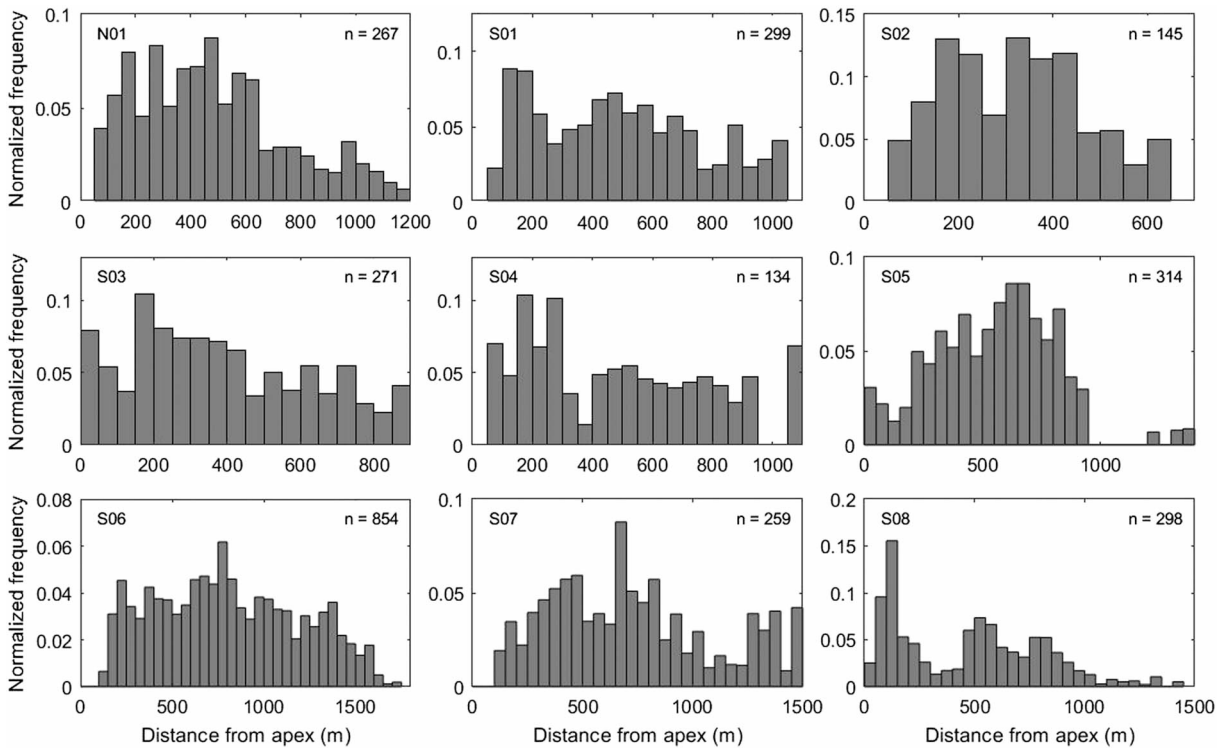 Normalized frequency
0.1
0.05
0
N01
n = 267
0 200 400 600 800 1000 1200
0.1
0.05
0
S01
n = 299
0 200 400 600 800 1000
0.15
0.1
0.05
0
S02
n = 145
0 200 400 600
Normalized frequency
0.1
0.05
0
S03
n = 271
0 200 400 600 800
0.1
0.05
0
S04
n = 134
0 200 400 600 800 1000
0.1
0.05
0
S05
n = 314
0 500 1000
Normalized frequency
0.08
0.06
0.04
0.02
0
S06
n = 854
0 500 1000 1500
Distance from apex (m)
0.1
0.05
0
S07
n = 259
0 500 1000 1500
Distance from apex (m)
0.2
0.15
0.1
0.05
0
S08
n = 298
0 500 1000 1500
Distance from apex (m)